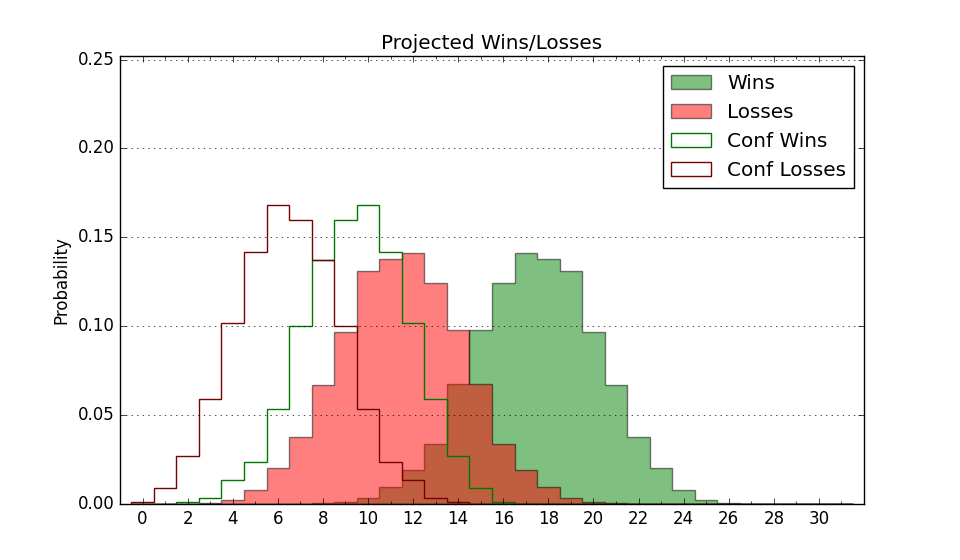 Projected Wins/Losses
0.25
0.20
0.15
0.10
0.05
0.00
Probability
Wins
Losses
Conf Wins
Conf Losses
0 2 4 6 8 10 12 14 16 18 20 22 24 26 28 30